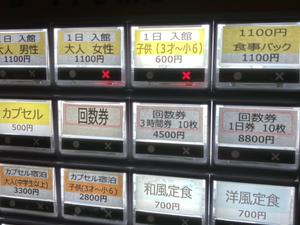 1日 入館
大人 男性
1100円
1日 入館
大人 女性
1100円
1日 入館
子供(3才〜小6)
600円
1100円
食事パック
1100円
カプセル
500円
回数券
回数券
3時間券 10枚
4500円
回数券
1日券 10枚
8800円
カプセル宿泊
大人(中学生以上)
3300円
カプセル宿泊
子供(3才〜小6)
2800円
和風定食
700円
洋風定食
700円